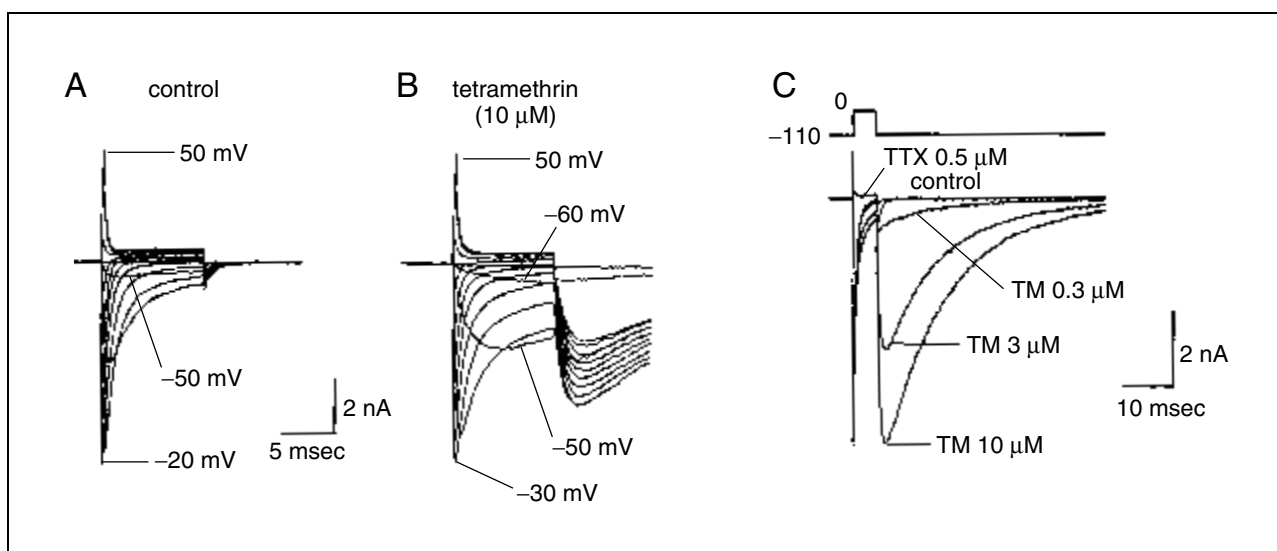 A
control
50 mV
−50 mV
−20 mV
2 nA
5 msec
B
tetramethrin
(10 μM)
50 mV
−60 mV
−50 mV
−30 mV
C
0
−110
TTX 0.5 μM
control
TM 0.3 μM
TM 3 μM
TM 10 μM
2 nA
10 msec